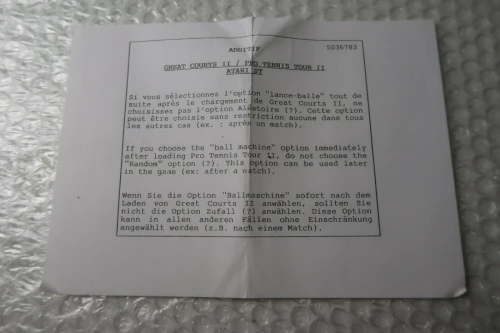 ADDITIF
SD36783
GREAT COURTS II / PRO TENNIS TOUR II
ATARI ST
Si vous sélectionnez l'option "lance-balle" tout de
suite après le chargement de Great Courts II, ne
choisissez pas l'option Aléatoire (?). Cette option
peut être choisie sans restriction aucune dans tous
les autres cas (ex. : après un match).
If you choose the "ball machine" option immediately
after loading Pro Tennis Tour II, do not choose the
"Random" option (?). This option can be used later
in the game (ex: after a match).
Wenn Sie die Option "Ballmaschine" sofort nach dem
Laden von Great Courts II anwählen, sollten Sie
nicht die Option Zufall (?) anwählen. Diese Option
kann in allen anderen Fällen ohne Einschränkung
angewählt werden (z.B. nach einem Match).